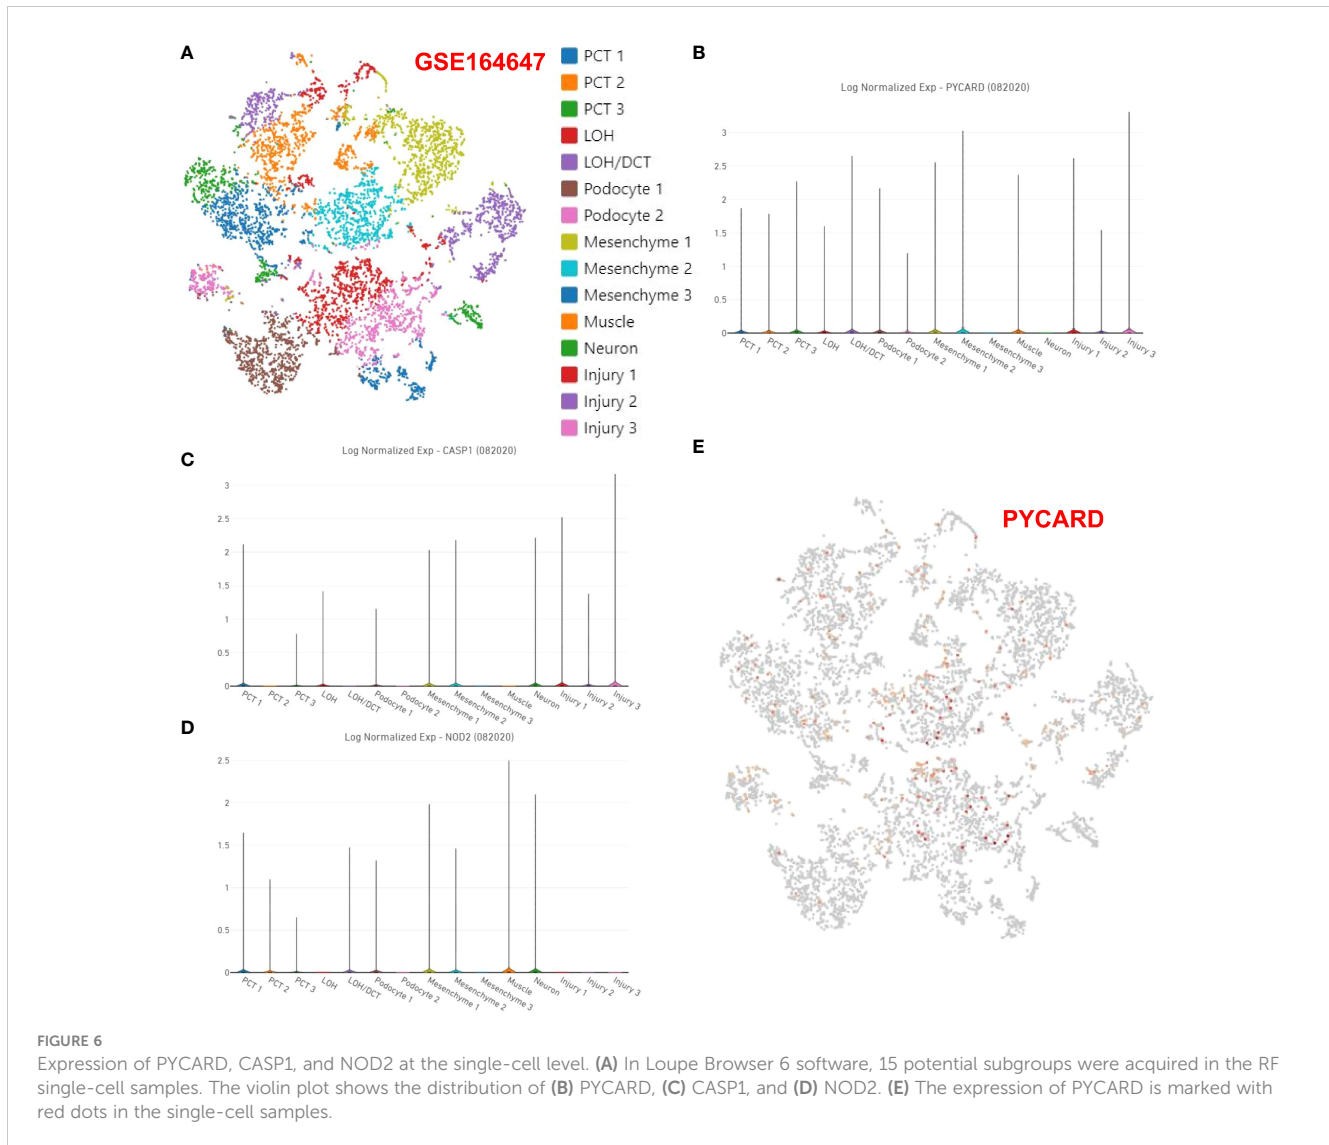 A
GSE164647
PCT 1
PCT 2
PCT 3
LOH
LOH/DCT
Podocyte 1
Podocyte 2
Mesenchyme 1
Mesenchyme 2
Mesenchyme 3
Muscle
Neuron
Injury 1
Injury 2
Injury 3
B
Log Normalized Exp - PYCARD (082020)
3
2.5
2
1.5
1
0.5
0
PCT 1
PCT 2
PCT 3
LOH
LOH/DCT
Podocyte 1
Podocyte 2
Mesenchyme 1
Mesenchyme 2
Mesenchyme 3
Muscle
Neuron
Injury 1
Injury 2
Injury 3
C
Log Normalized Exp - CASP1 (082020)
3
2.5
2
1.5
1
0.5
0
PCT 1
PCT 2
PCT 3
LOH
LOH/DCT
Podocyte 1
Podocyte 2
Mesenchyme 1
Mesenchyme 2
Mesenchyme 3
Muscle
Neuron
Injury 1
Injury 2
Injury 3
D
Log Normalized Exp - NOD2 (082020)
2.5
2
1.5
1
0.5
0
PCT 1
PCT 2
PCT 3
LOH
LOH/DCT
Podocyte 1
Podocyte 2
Mesenchyme 1
Mesenchyme 2
Mesenchyme 3
Muscle
Neuron
Injury 1
Injury 2
Injury 3
E
PYCARD
FIGURE 6
Expression of PYCARD, CASP1, and NOD2 at the single-cell level. (A) In Loupe Browser 6 software, 15 potential subgroups were acquired in the RF
single-cell samples. The violin plot shows the distribution of (B) PYCARD, (C) CASP1, and (D) NOD2. (E) The expression of PYCARD is marked with
red dots in the single-cell samples.